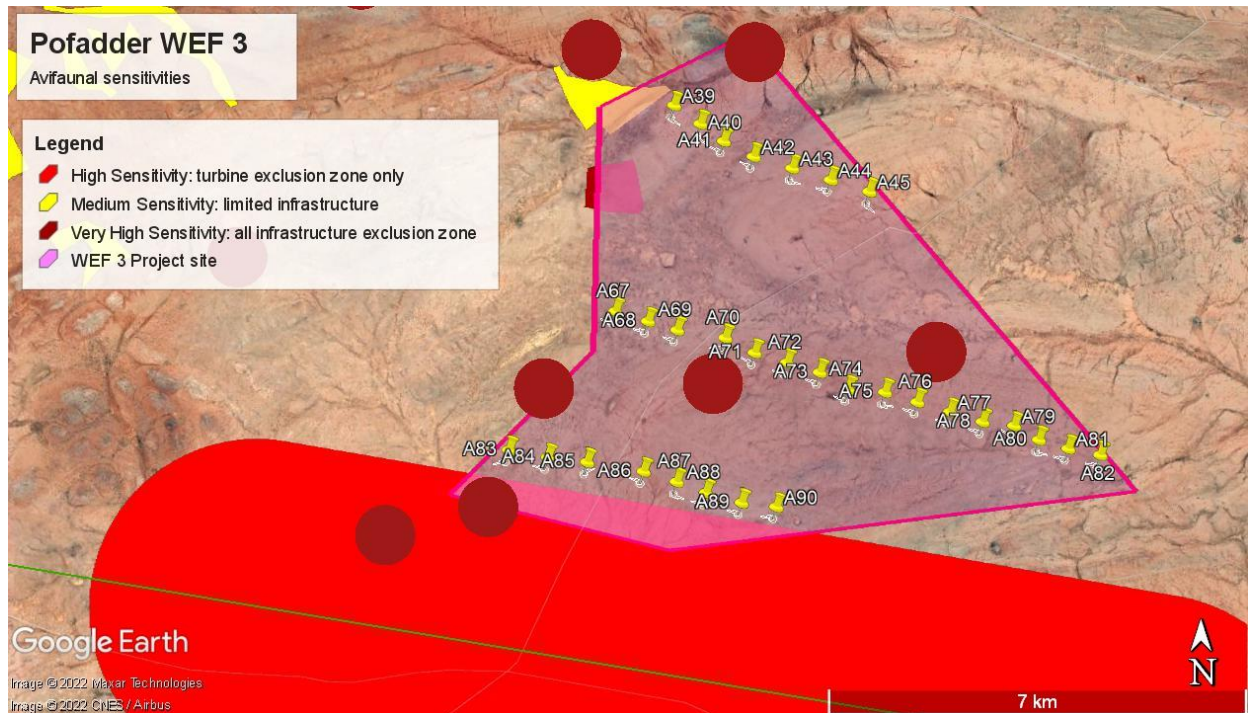 Pofadder WEF 3
Avifaunal sensitivities
Legend
High Sensitivity: turbine exclusion zone only
Medium Sensitivity: limited infrastructure
Very High Sensitivity: all infrastructure exclusion zone
WEF 3 Project site
A39
A40
A41
A42
A43
A44
A45
A67
A68
A69
A70
A71
A72
A73
A74
A75
A76
A77
A78
A79
A80
A81
A82
A83
A84
A85
A86
A87
A88
A89
A90
Google Earth
Image © 2022 Maxar Technologies
Image © 2022 CNES / Airbus
N
7 km